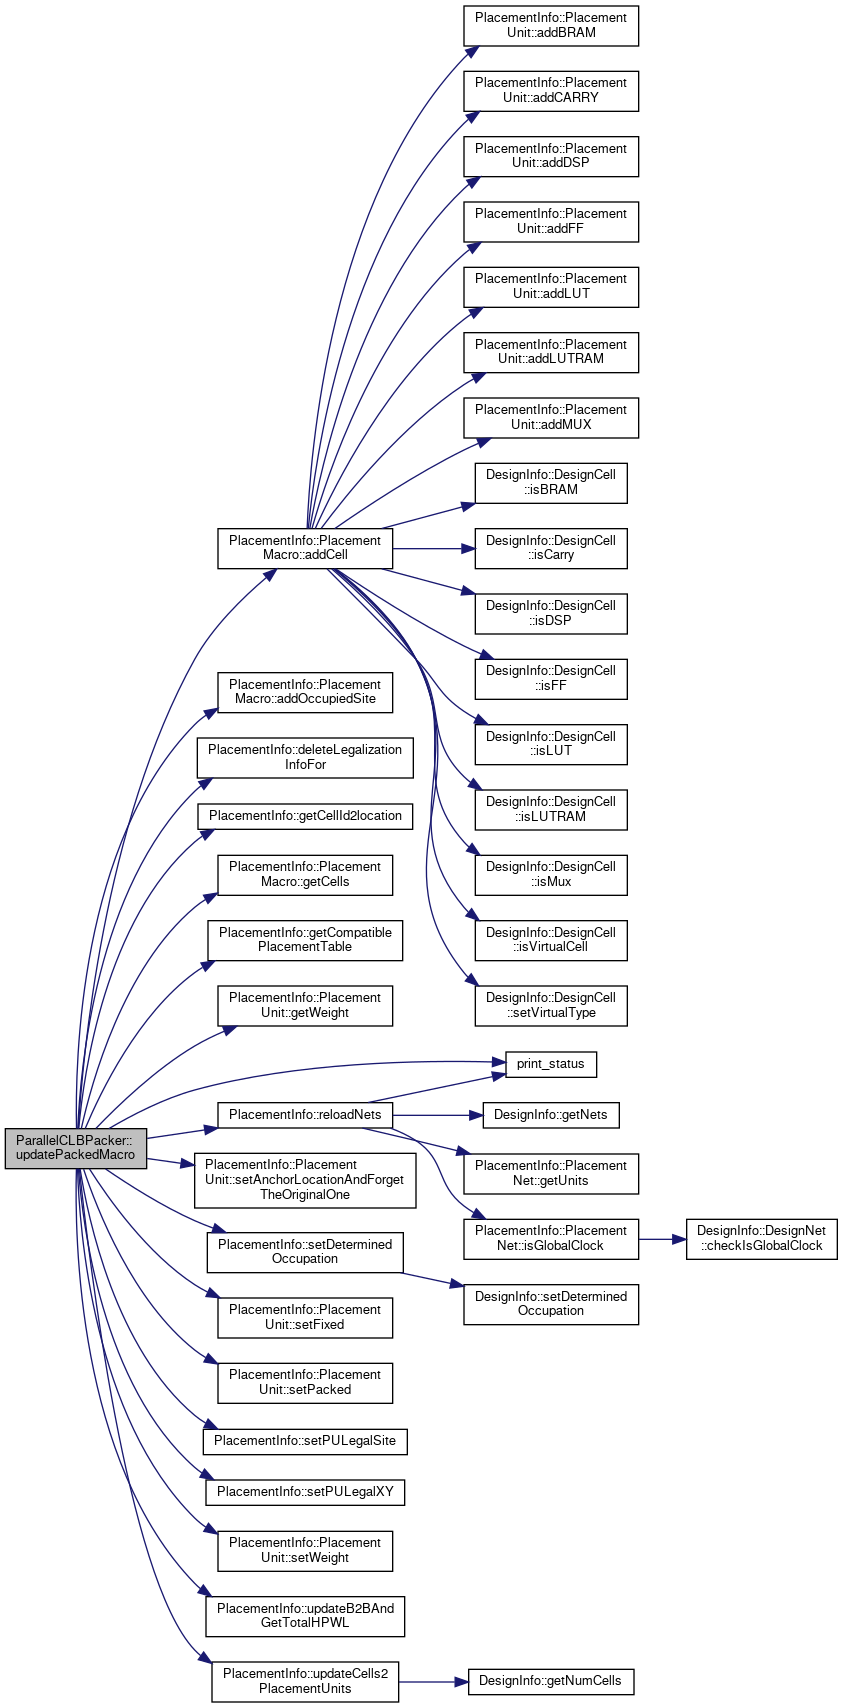 PlacementInfo::Placement
Unit::addBRAM
PlacementInfo::Placement
Unit::addCARRY
PlacementInfo::Placement
Unit::addDSP
PlacementInfo::Placement
Unit::addFF
PlacementInfo::Placement
Unit::addLUT
PlacementInfo::Placement
Unit::addLUTRAM
PlacementInfo::Placement
Unit::addMUX
DesignInfo::DesignCell
::isBRAM
PlacementInfo::Placement
Macro::addCell
DesignInfo::DesignCell
::isCarry
DesignInfo::DesignCell
::isDSP
DesignInfo::DesignCell
::isFF
PlacementInfo::Placement
Macro::addOccupiedSite
DesignInfo::DesignCell
::isLUT
PlacementInfo::deleteLegalization
InfoFor
DesignInfo::DesignCell
::isLUTRAM
PlacementInfo::getCellId2location
PlacementInfo::Placement
Macro::getCells
DesignInfo::DesignCell
::isMux
PlacementInfo::getCompatible
PlacementTable
DesignInfo::DesignCell
::isVirtualCell
PlacementInfo::Placement
Unit::getWeight
DesignInfo::DesignCell
::setVirtualType
print_status
PlacementInfo::reloadNets
DesignInfo::getNets
ParallelCLBPacker::
updatePackedMacro
PlacementInfo::Placement
Unit::setAnchorLocationAndForget
TheOriginalOne
PlacementInfo::Placement
Net::getUnits
PlacementInfo::Placement
Net::isGlobalClock
DesignInfo::DesignNet
::checkIsGlobalClock
PlacementInfo::setDetermined
Occupation
DesignInfo::setDetermined
Occupation
PlacementInfo::Placement
Unit::setFixed
PlacementInfo::Placement
Unit::setPacked
PlacementInfo::setPULegalSite
PlacementInfo::setPULegalXY
PlacementInfo::Placement
Unit::setWeight
PlacementInfo::updateB2BAnd
GetTotalHPWL
PlacementInfo::updateCells2
PlacementUnits
DesignInfo::getNumCells